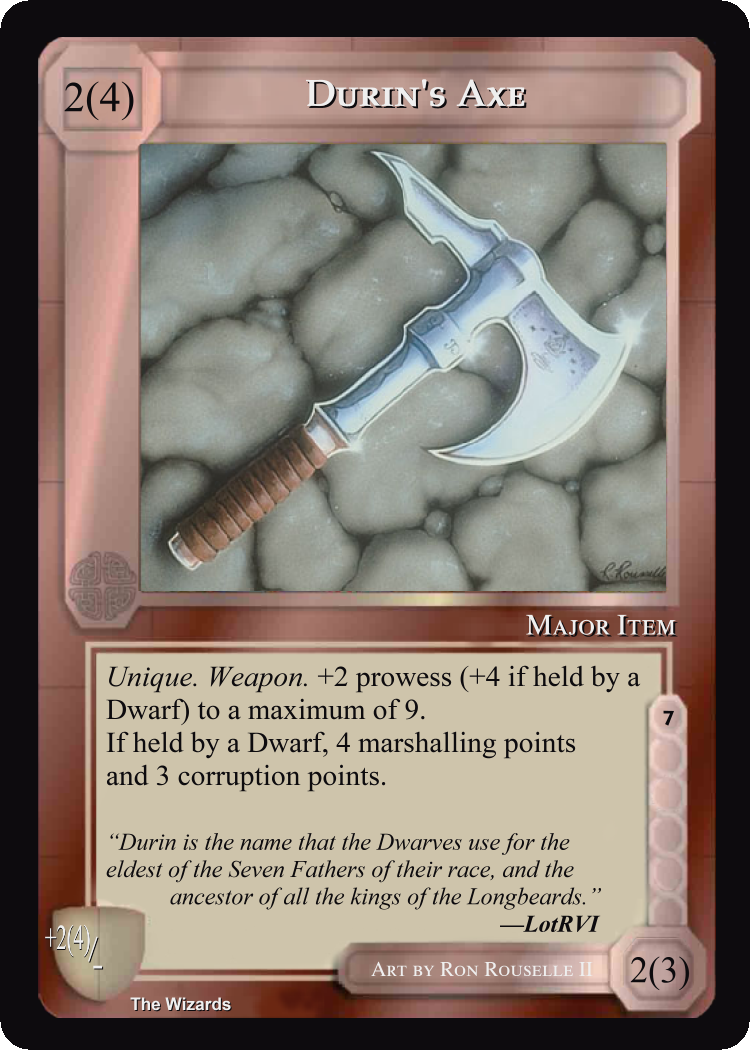 2(4)
Durin's Axe
R. Rouselle
Major Item
Unique. Weapon. +2 prowess (+4 if held by a
Dwarf) to a maximum of 9.
If held by a Dwarf, 4 marshalling points
and 3 corruption points.
7
“Durin is the name that the Dwarves use for the
eldest of the Seven Fathers of their race, and the
ancestor of all the kings of the Longbeards.”
—LotRVI
+2(4)/–
Art by Ron Rouselle II
2(3)
The Wizards